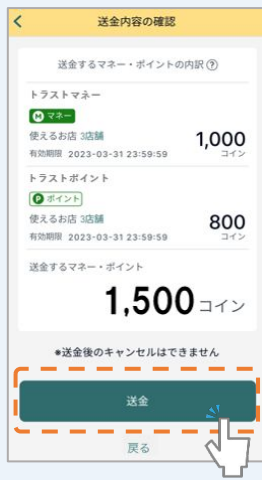 送金内容の確認
送金するマネー・ポイントの内訳 ?
トラストマネー
M マネー
使えるお店 3店舗
1,000
有効期限 2023-03-31 23:59:59
コイン
トラストポイント
P ポイント
使えるお店 3店舗
800
有効期限 2023-03-31 23:59:59
コイン
送金するマネー・ポイント
1,500 コイン
●送金後のキャンセルはできません
送金
戻る